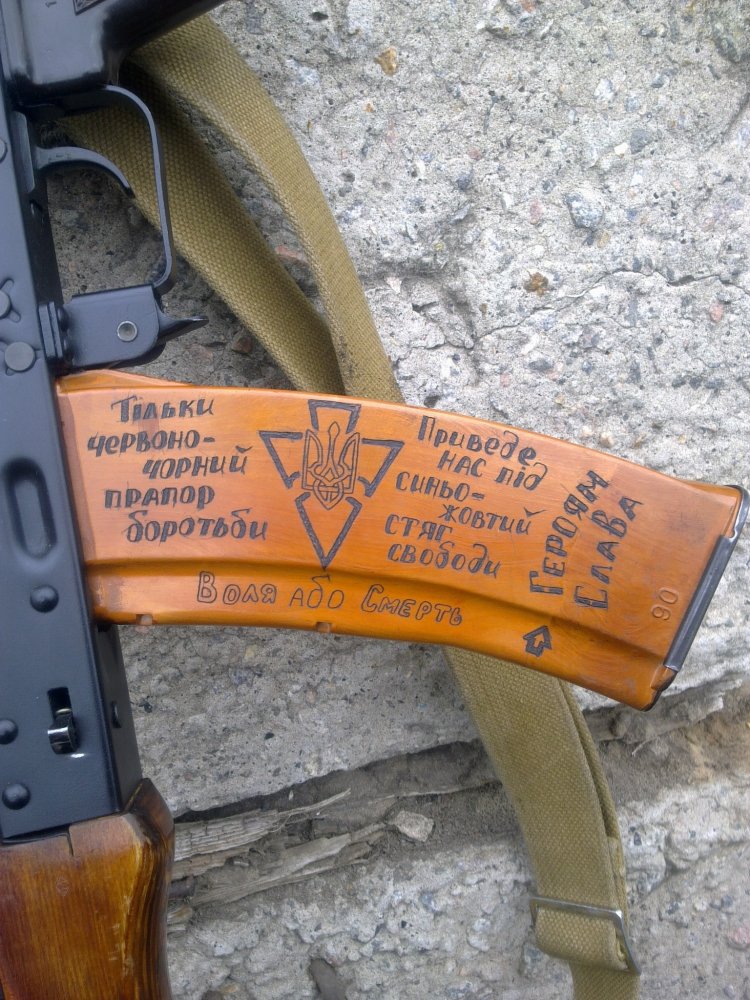 Тільки
червоно-
чорний
прапор
боротьби
Приведе
нас під
синьо-
жовтий
стяг
свободи
Героям
Слава
Воля або Смерть
90